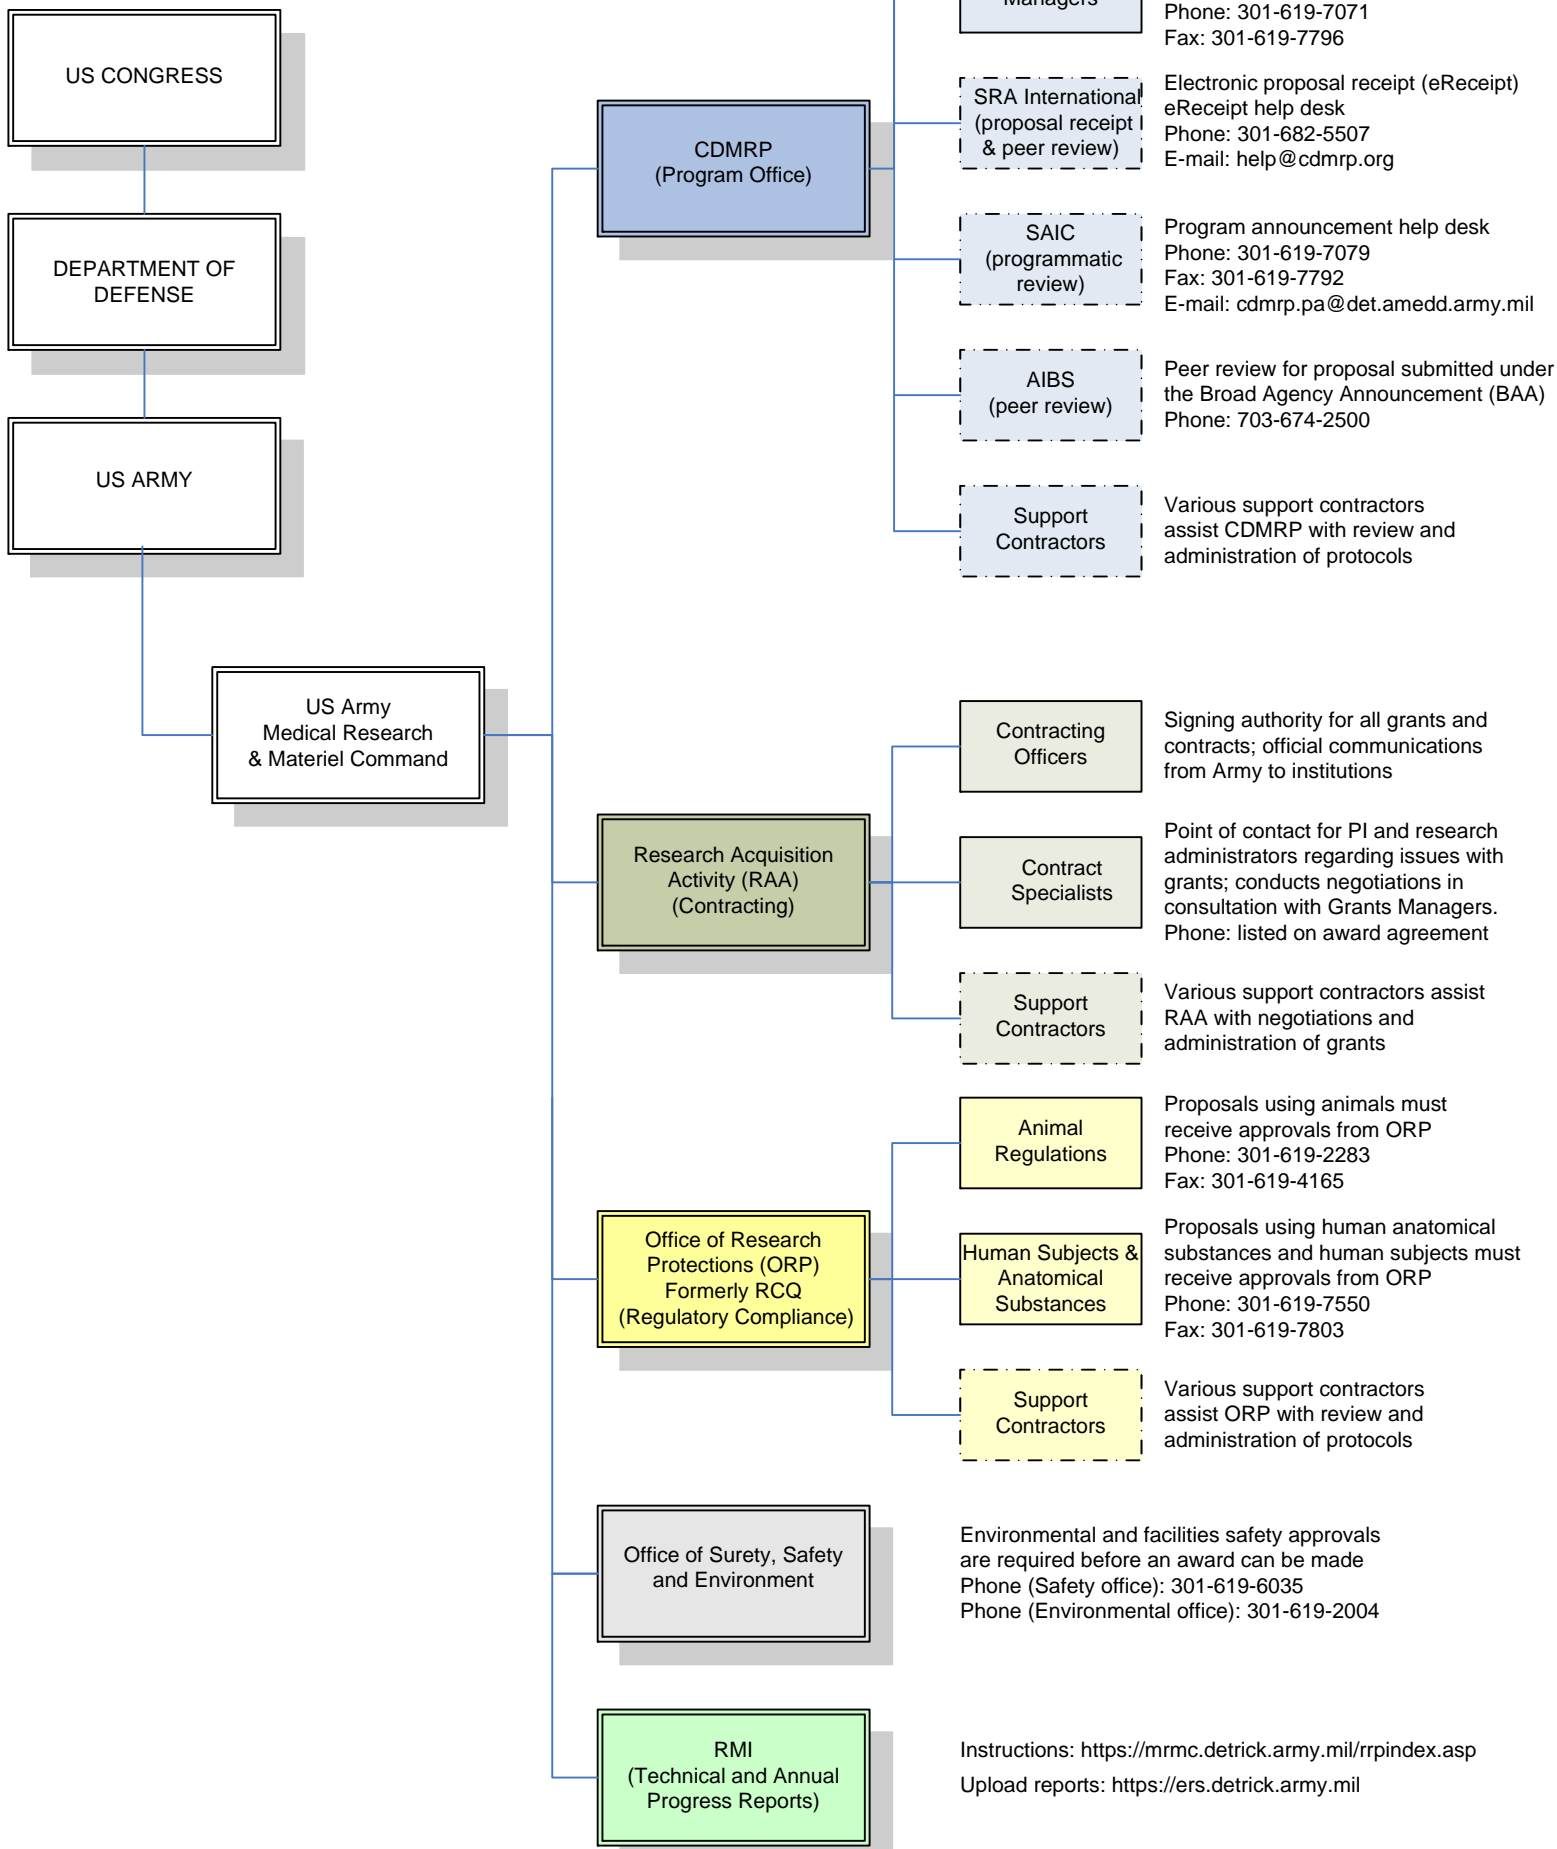 US CONGRESS
DEPARTMENT OF
DEFENSE
US ARMY
US Army
Medical Research
& Materiel Command
CDMRP
(Program Office)
Managers
Phone: 301-619-7071
Fax: 301-619-7796
SRA International
(proposal receipt
& peer review)
Electronic proposal receipt (eReceipt)
eReceipt help desk
Phone: 301-682-5507
E-mail: help@cdmrp.org
SAIC
(programmatic
review)
Program announcement help desk
Phone: 301-619-7079
Fax: 301-619-7792
E-mail: cdmrp.pa@det.amedd.army.mil
AIBS
(peer review)
Peer review for proposal submitted under
the Broad Agency Announcement (BAA)
Phone: 703-674-2500
Support
Contractors
Various support contractors
assist CDMRP with review and
administration of protocols
Research Acquisition
Activity (RAA)
(Contracting)
Contracting
Officers
Signing authority for all grants and
contracts; official communications
from Army to institutions
Contract
Specialists
Point of contact for PI and research
administrators regarding issues with
grants; conducts negotiations in
consultation with Grants Managers.
Phone: listed on award agreement
Support
Contractors
Various support contractors assist
RAA with negotiations and
administration of grants
Office of Research
Protections (ORP)
Formerly RCQ
(Regulatory Compliance)
Animal
Regulations
Proposals using animals must
receive approvals from ORP
Phone: 301-619-2283
Fax: 301-619-4165
Human Subjects &
Anatomical
Substances
Proposals using human anatomical
substances and human subjects must
receive approvals from ORP
Phone: 301-619-7550
Fax: 301-619-7803
Support
Contractors
Various support contractors
assist ORP with review and
administration of protocols
Office of Surety, Safety
and Environment
Environmental and facilities safety approvals
are required before an award can be made
Phone (Safety office): 301-619-6035
Phone (Environmental office): 301-619-2004
RMI
(Technical and Annual
Progress Reports)
Instructions: https://mrmc.detrick.army.mil/rrpindex.asp
Upload reports: https://ers.detrick.army.mil